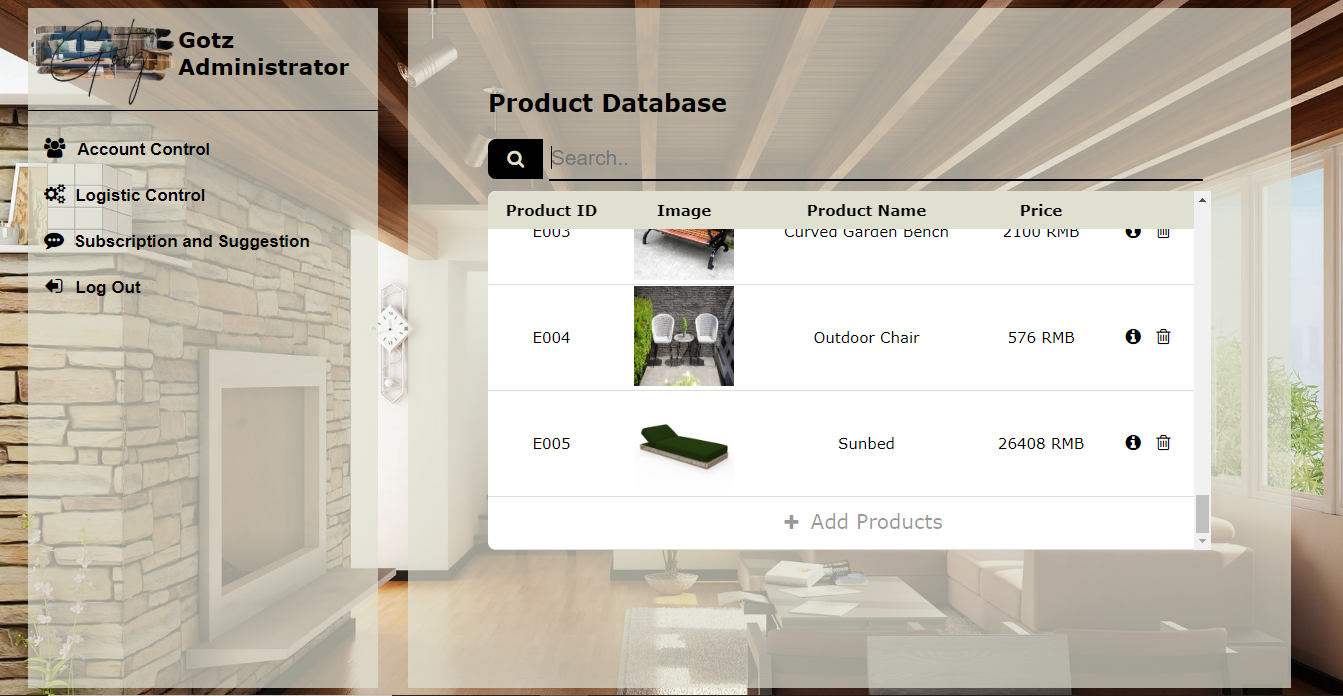 Gotz
Gotz
Administrator
Account Control
Logistic Control
Subscription and Suggestion
Log Out
Product Database
Search..
Product ID Image Product Name Price
E003 Curved Garden Bench 2100 RMB
E004 Outdoor Chair 576 RMB
E005 Sunbed 26408 RMB
+ Add Products